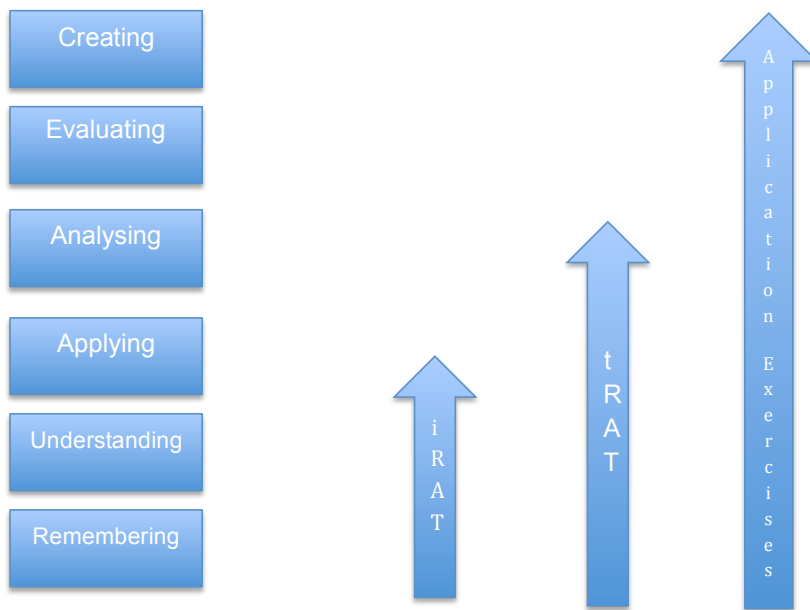 Creating
Evaluating
Analysing
Applying
Understanding
Remembering
iRAT
tRAT
Application Exercises